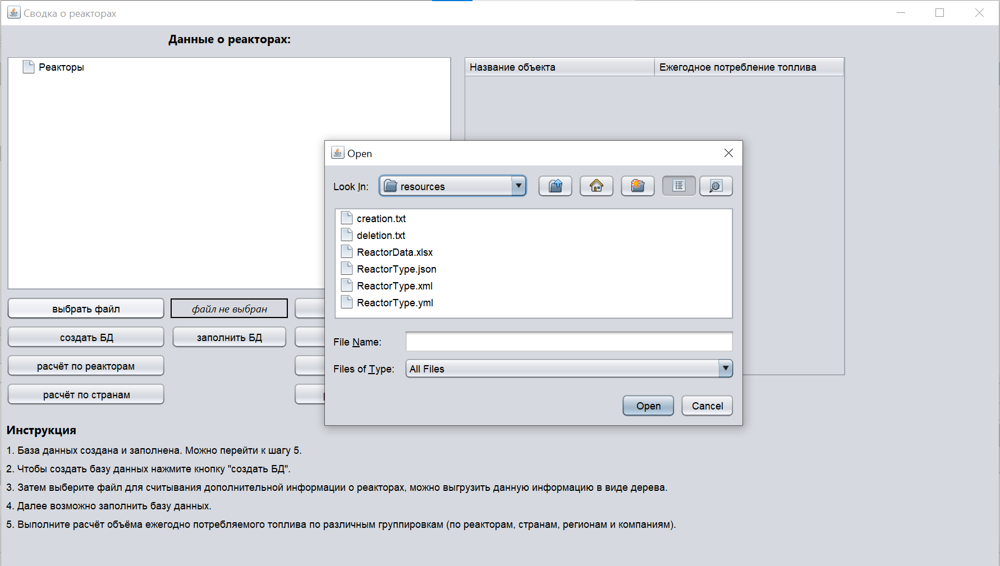 Сводка о реакторах
Данные о реакторах:
Реакторы
Название объекта
Ежегодное потребление топлива
Open
Look In:
resources
creation.txt
deletion.txt
ReactorData.xlsx
ReactorType.json
ReactorType.xml
ReactorType.yml
File Name:
Files of Type:
All Files
Open
Cancel
выбрать файл
файл не выбран
создать БД
заполнить БД
расчёт по реакторам
расчёт по странам
Инструкция
1. База данных создана и заполнена. Можно перейти к шагу 5.
2. Чтобы создать базу данных нажмите кнопку "создать БД".
3. Затем выберите файл для считывания дополнительной информации о реакторах, можно выгрузить данную информацию в виде дерева.
4. Далее возможно заполнить базу данных.
5. Выполните расчёт объёма ежегодно потребляемого топлива по различным группировкам (по реакторам, странам, регионам и компаниям).